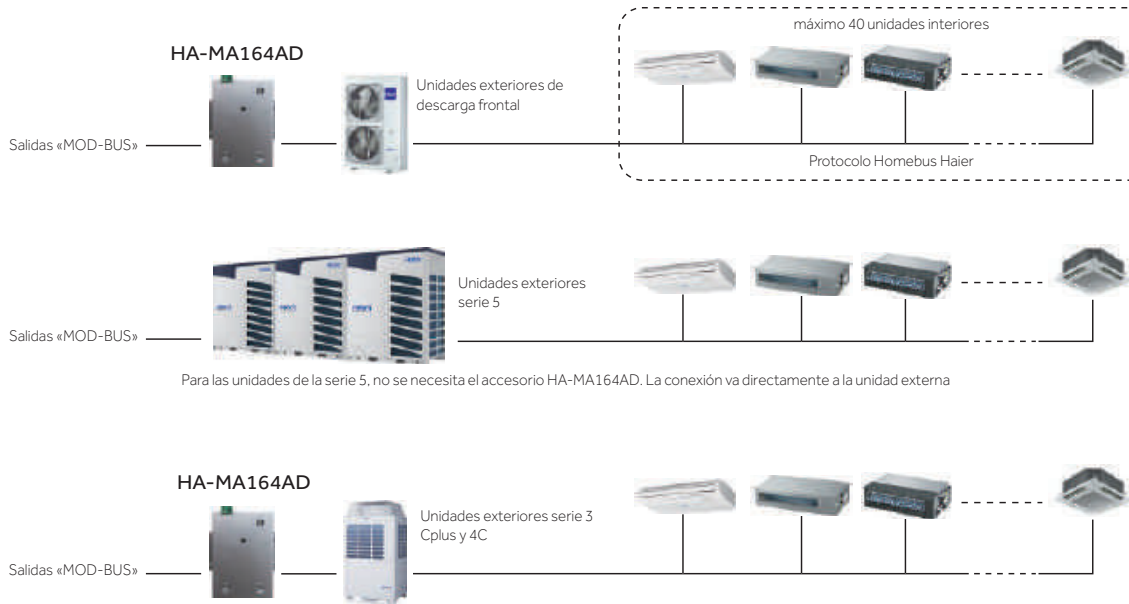 máximo 40 unidades interiores
HA-MA164AD
Unidades exteriores de
descarga frontal
Salidas «MOD-BUS»
Protocolo Homebus Haier
Unidades exteriores
serie 5
Salidas «MOD-BUS»
Para las unidades de la serie 5, no se necesita el accesorio HA-MA164AD. La conexión va directamente a la unidad externa
HA-MA164AD
Unidades exteriores serie 3
Cplus y 4C
Salidas «MOD-BUS»